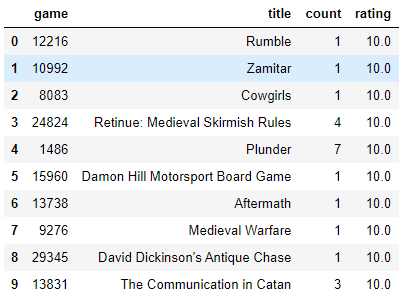 game title count rating
0 12216 Rumble 1 10.0
1 10992 Zamitar 1 10.0
2 8083 Cowgirls 1 10.0
3 24824 Retinue: Medieval Skirmish Rules 4 10.0
4 1486 Plunder 7 10.0
5 15960 Damon Hill Motorsport Board Game 1 10.0
6 13738 Aftermath 1 10.0
7 9276 Medieval Warfare 1 10.0
8 29345 David Dickinson's Antique Chase 1 10.0
9 13831 The Communication in Catan 3 10.0